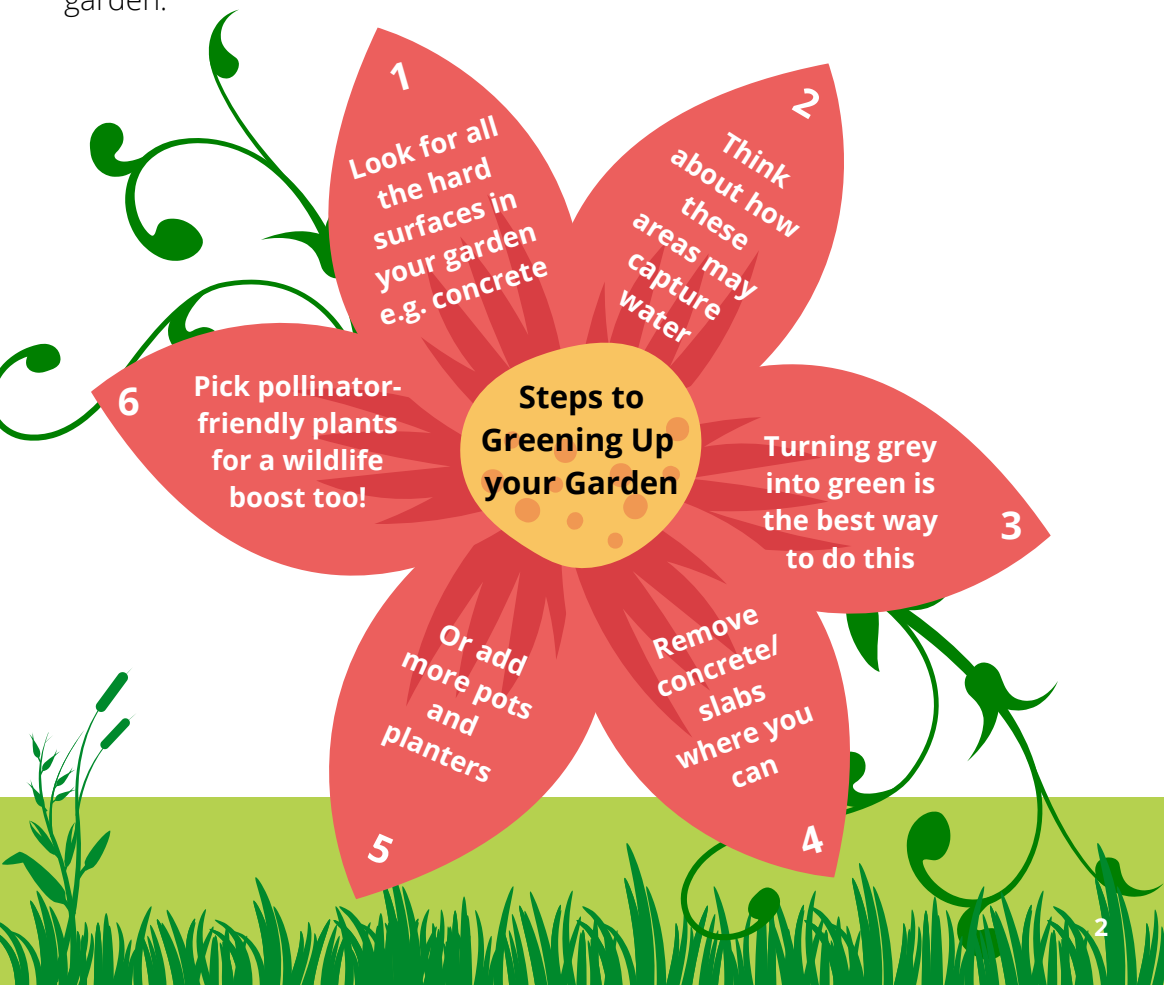 garden.
1
Look for all
the hard
surfaces in
your garden
e.g. concrete
2
Think
about how
these
areas may
capture
water
Steps to
Greening Up
your Garden
3
Turning grey
into green is
the best way
to do this
4
Remove
concrete/
slabs
where you
can
5
Or add
more pots
and
planters
6
Pick pollinator-
friendly plants
for a wildlife
boost too!
2